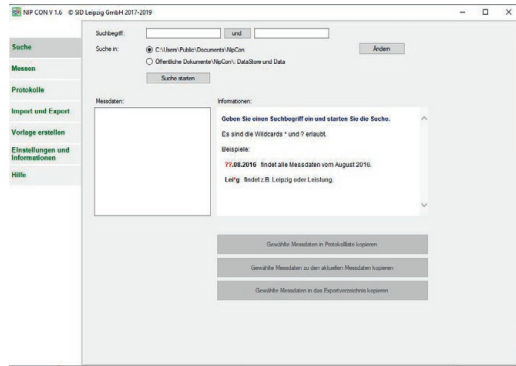 NIP CON V 1.6 © SID Leipzig GmbH 2017-2019
Suche
Messen
Protokolle
Import und Export
Vorlage erstellen
Einstellungen und
Informationen
Hilfe
Suchbegriff:
und
Suche in:
C:\Users\Public\Documents\NipCon
Ändern
Öffentliche Dokumente\NipCon\: DataStore und Data
Suche starten
Messdaten:
Informationen:
Geben Sie einen Suchbegriff ein und starten Sie die Suche.
Es sind die Wildcards * und ? erlaubt.
Beispiele:
??.08.2016 findet alle Messdaten vom August 2016.
Lei*g findet z.B. Leipzig oder Leistung.
Gewählte Messdaten in Protokollliste kopieren
Gewählte Messdaten zu den aktuellen Messdaten kopieren
Gewählte Messdaten in das Exportverzeichnis kopieren